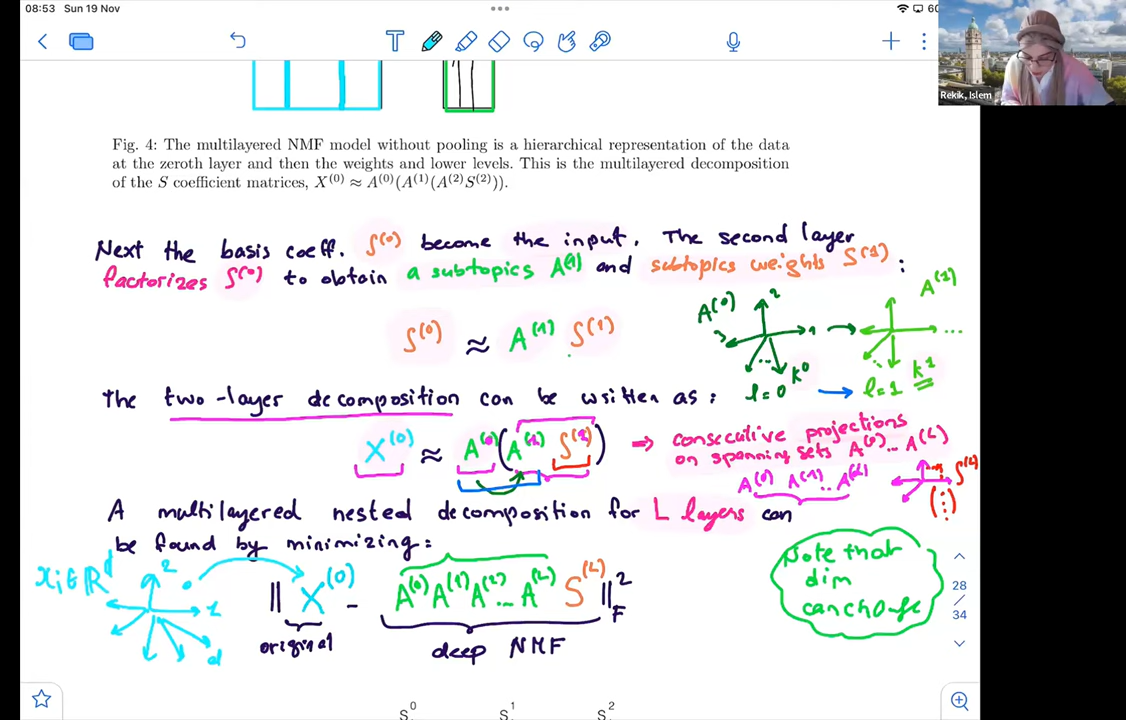 08:53 Sun 19 Nov
Rekik, Islem
Fig. 4: The multilayered NMF model without pooling is a hierarchical representation of the data
at the zeroth layer and then the weights and lower levels. This is the multilayered decomposition
of the S coefficient matrices, X^(0) ≈ A^(0)(A^(1)(A^(2)S^(2))).
Next the basis coeff. S^(0) become the input. The second layer
factorizes S^(0) to obtain a subtopics A^(1) and subtopics weights S^(1) :
S^(0) ≈ A^(1) S^(1)
A^(0) 2 1 3 ... k^0 l=0
A^(1) ... k^1 l=1
The two-layer decomposition can be written as :
X^(0) ≈ A^(0) (A^(1) S^(1)) ⇒ consecutive projections
on spanning sets A^(0)... A^(L)
A^(0) A^(1) .. A^(L) S^(L)
A multilayered nested decomposition for L layers can
be found by minimizing :
xi ∈ R^d 2 1 d
|| X^(0) - A^(0) A^(1) A^(2) ... A^(L) S^(L) ||^2_F
original
deep NMF
Note that
dim
can change
28
/
34
S^0 S^1 S^2